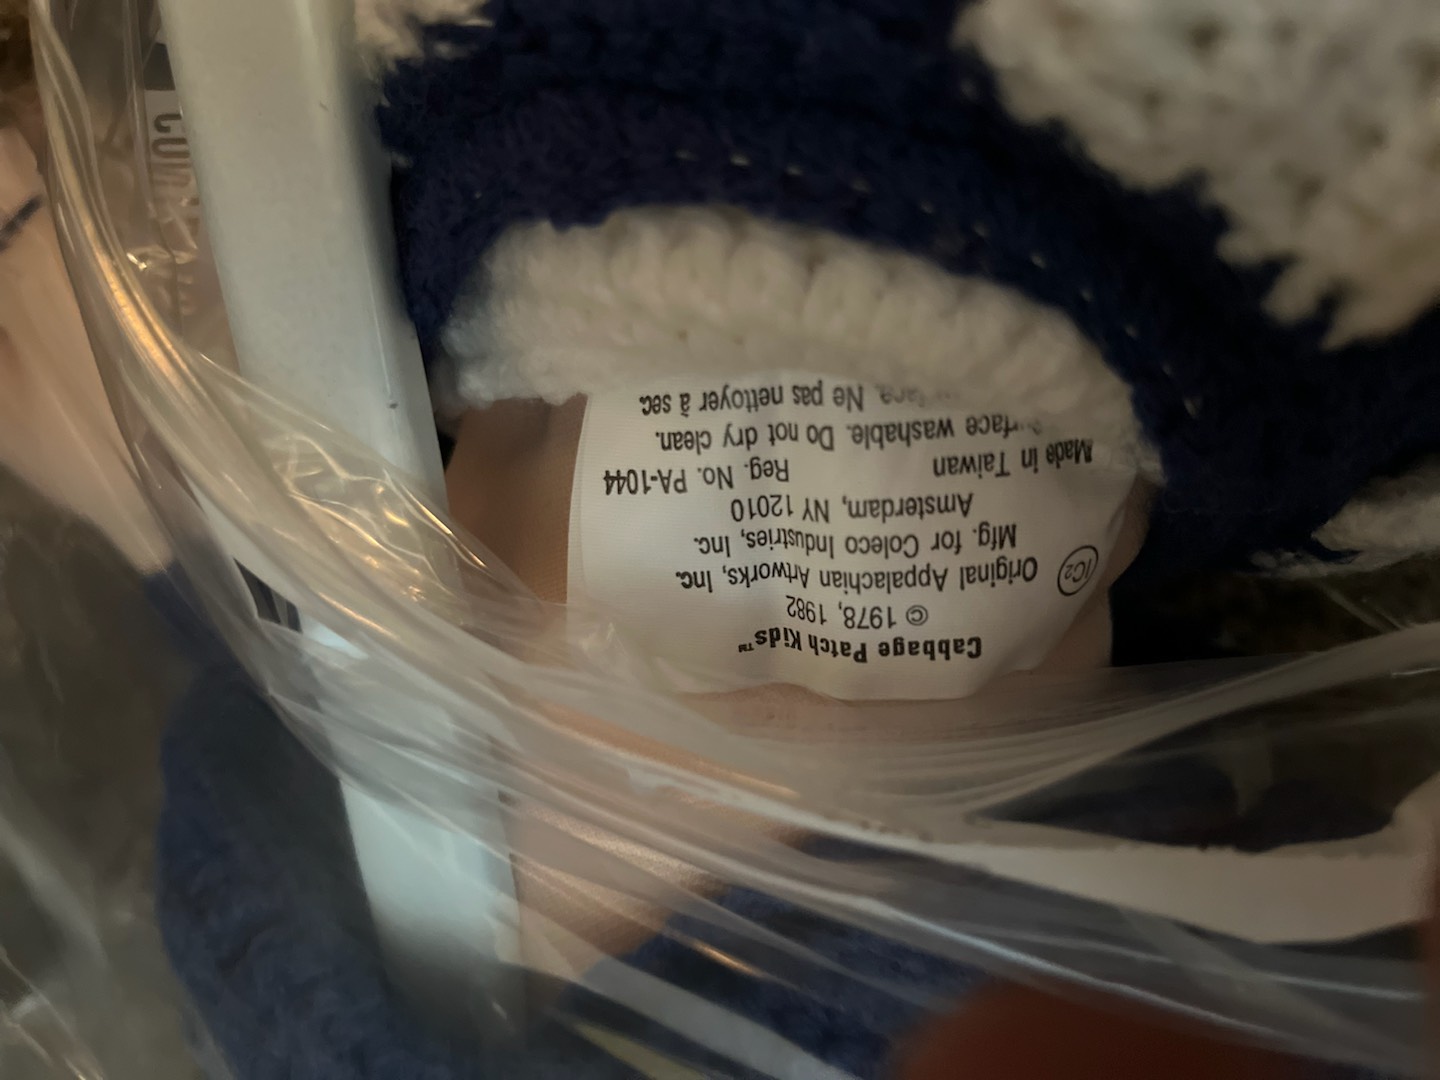 Cabbage Patch Kids™
© 1978, 1982
Original Appalachian Artworks, Inc.
IC2
Mfg. for Coleco Industries, Inc.
Amsterdam, NY 12010
Made in Taiwan Reg. No. PA-1044
washable. Do not dry clean.
Ne pas nettoyer à sec